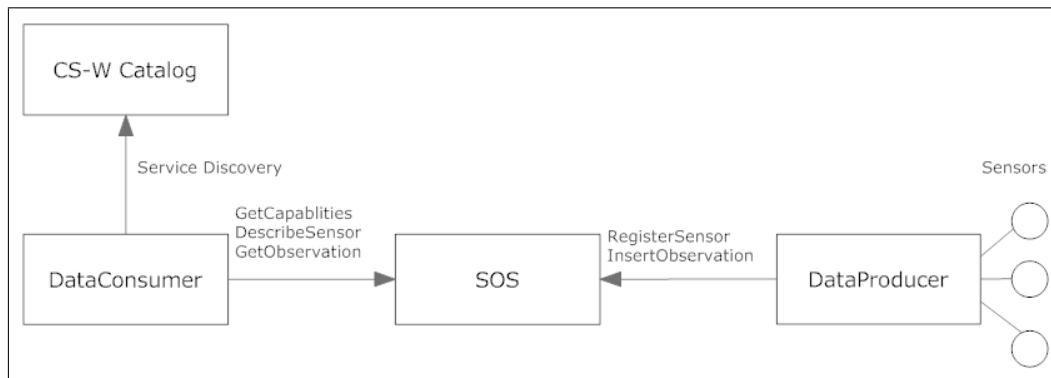 CS-W Catalog
Service Discovery
Sensors
GetCapablities
DescribeSensor
GetObservation
RegisterSensor
InsertObservation
DataConsumer
SOS
DataProducer